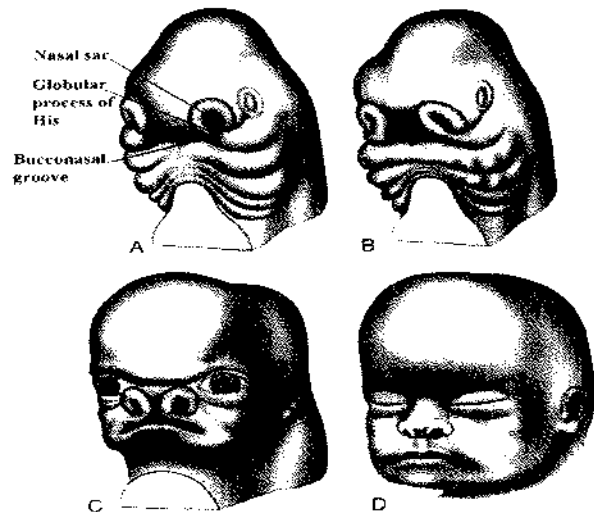 Nasal sac
Globular
process of
His
Bucconasal
groove
A
B
C
D